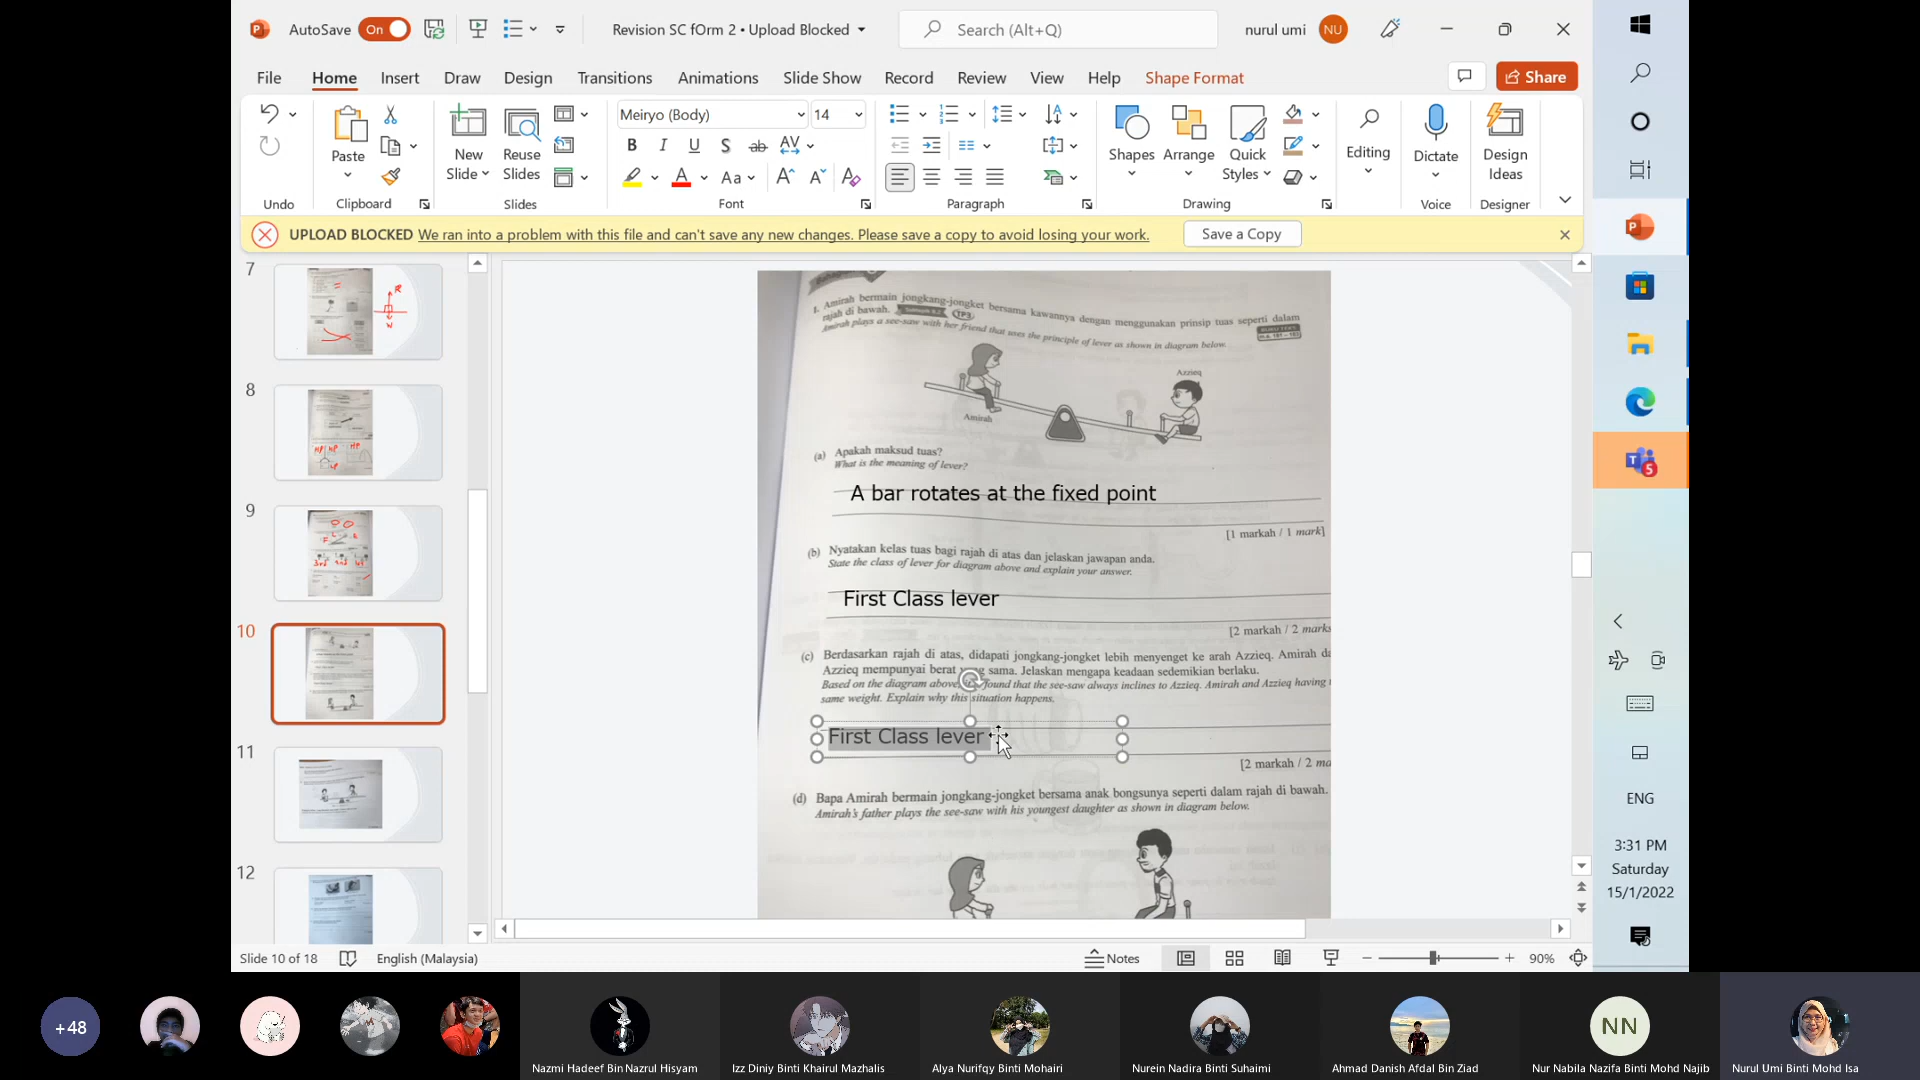 AutoSave
On
Revision SC fOrm 2 • Upload Blocked
Search (Alt+Q)
nurul umi
NU
File
Home
Insert
Draw
Design
Transitions
Animations
Slide Show
Record
Review
View
Help
Shape Format
Share
Paste
New Slide
Reuse Slides
Meiryo (Body)
14
Shapes
Arrange
Quick Styles
Editing
Dictate
Design Ideas
Undo
Clipboard
Slides
Font
Paragraph
Drawing
Voice
Designer
UPLOAD BLOCKED We ran into a problem with this file and can't save any new changes. Please save a copy to avoid losing your work.
Save a Copy
7
8
9
10
11
12
1. Amirah bermain jongkang-jongket bersama kawannya dengan menggunakan prinsip tuas seperti dalam
rajah di bawah. TP3
Amirah plays a see-saw with her friend that uses the principle of lever as shown in diagram below.
Azzieq
Amirah
(a) Apakah maksud tuas?
What is the meaning of lever?
A bar rotates at the fixed point
[1 markah / 1 mark]
(b) Nyatakan kelas tuas bagi rajah di atas dan jelaskan jawapan anda.
State the class of lever for diagram above and explain your answer.
First Class lever
[2 markah / 2 marks
(c) Berdasarkan rajah di atas, didapati jongkang-jongket lebih menyenget ke arah Azzieq. Amirah da
Azzieq mempunyai berat yang sama. Jelaskan mengapa keadaan sedemikian berlaku.
Based on the diagram above, found that the see-saw always inclines to Azzieq. Amirah and Azzieq having
same weight. Explain why this situation happens.
First Class lever
[2 markah / 2 ma
(d) Bapa Amirah bermain jongkang-jongket bersama anak bongsunya seperti dalam rajah di bawah.
Amirah's father plays the see-saw with his youngest daughter as shown in diagram below.
Slide 10 of 18
English (Malaysia)
Notes
90%
5
ENG
3:31 PM
Saturday
15/1/2022
+48
Nazmi Hadeef Bin Nazrul Hisyam
Izz Diniy Binti Khairul Mazhalis
Alya Nurifqy Binti Mohairi
Nurein Nadira Binti Suhaimi
Ahmad Danish Afdal Bin Ziad
NN
Nur Nabila Nazifa Binti Mohd Najib
Nurul Umi Binti Mohd Isa